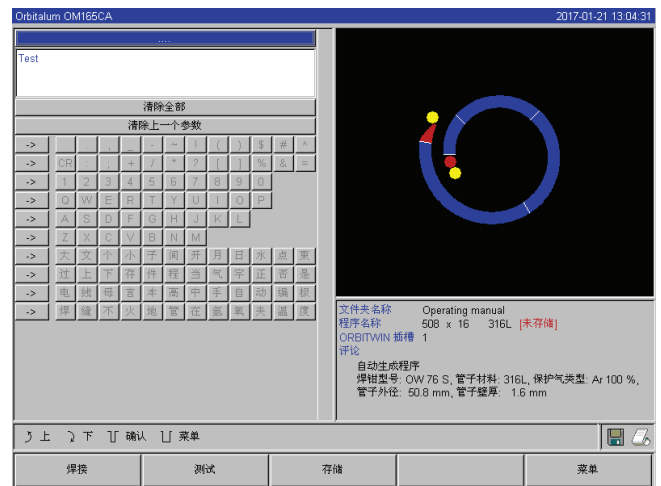 Orbitalum OM165CA 2017-01-21 13:04:31
....
Test
清除全部
清除上一个参数
-> . , _ - ~ ! ( ) $ # ^
-> CR : ; + / * ? [ ] % & =
-> 1 2 3 4 5 6 7 8 9 0
-> Q W E R T Y U I O P
-> A S D F G H J K L
-> Z X C V B N M
-> 大 文 个 小 子 间 开 月 日 水 点 束
-> 过 上 下 存 件 程 当 气 字 正 否 是
-> 电 线 母 言 本 高 中 手 自 动 编 权
-> 焊 缝 不 火 地 管 在 氩 氧 夹 温 度
文件夹名称 Operating manual
程序名称 508 x 16 316L [未存储]
ORBITWIN 插槽 1
评论
自动生成程序
焊钳型号: OW 76 S, 管子材料: 316L, 保护气类型: Ar 100 %,
管子外径: 50.8 mm, 管子壁厚: 1.6 mm
上 下 确认 菜单
焊接 测试 存储 菜单